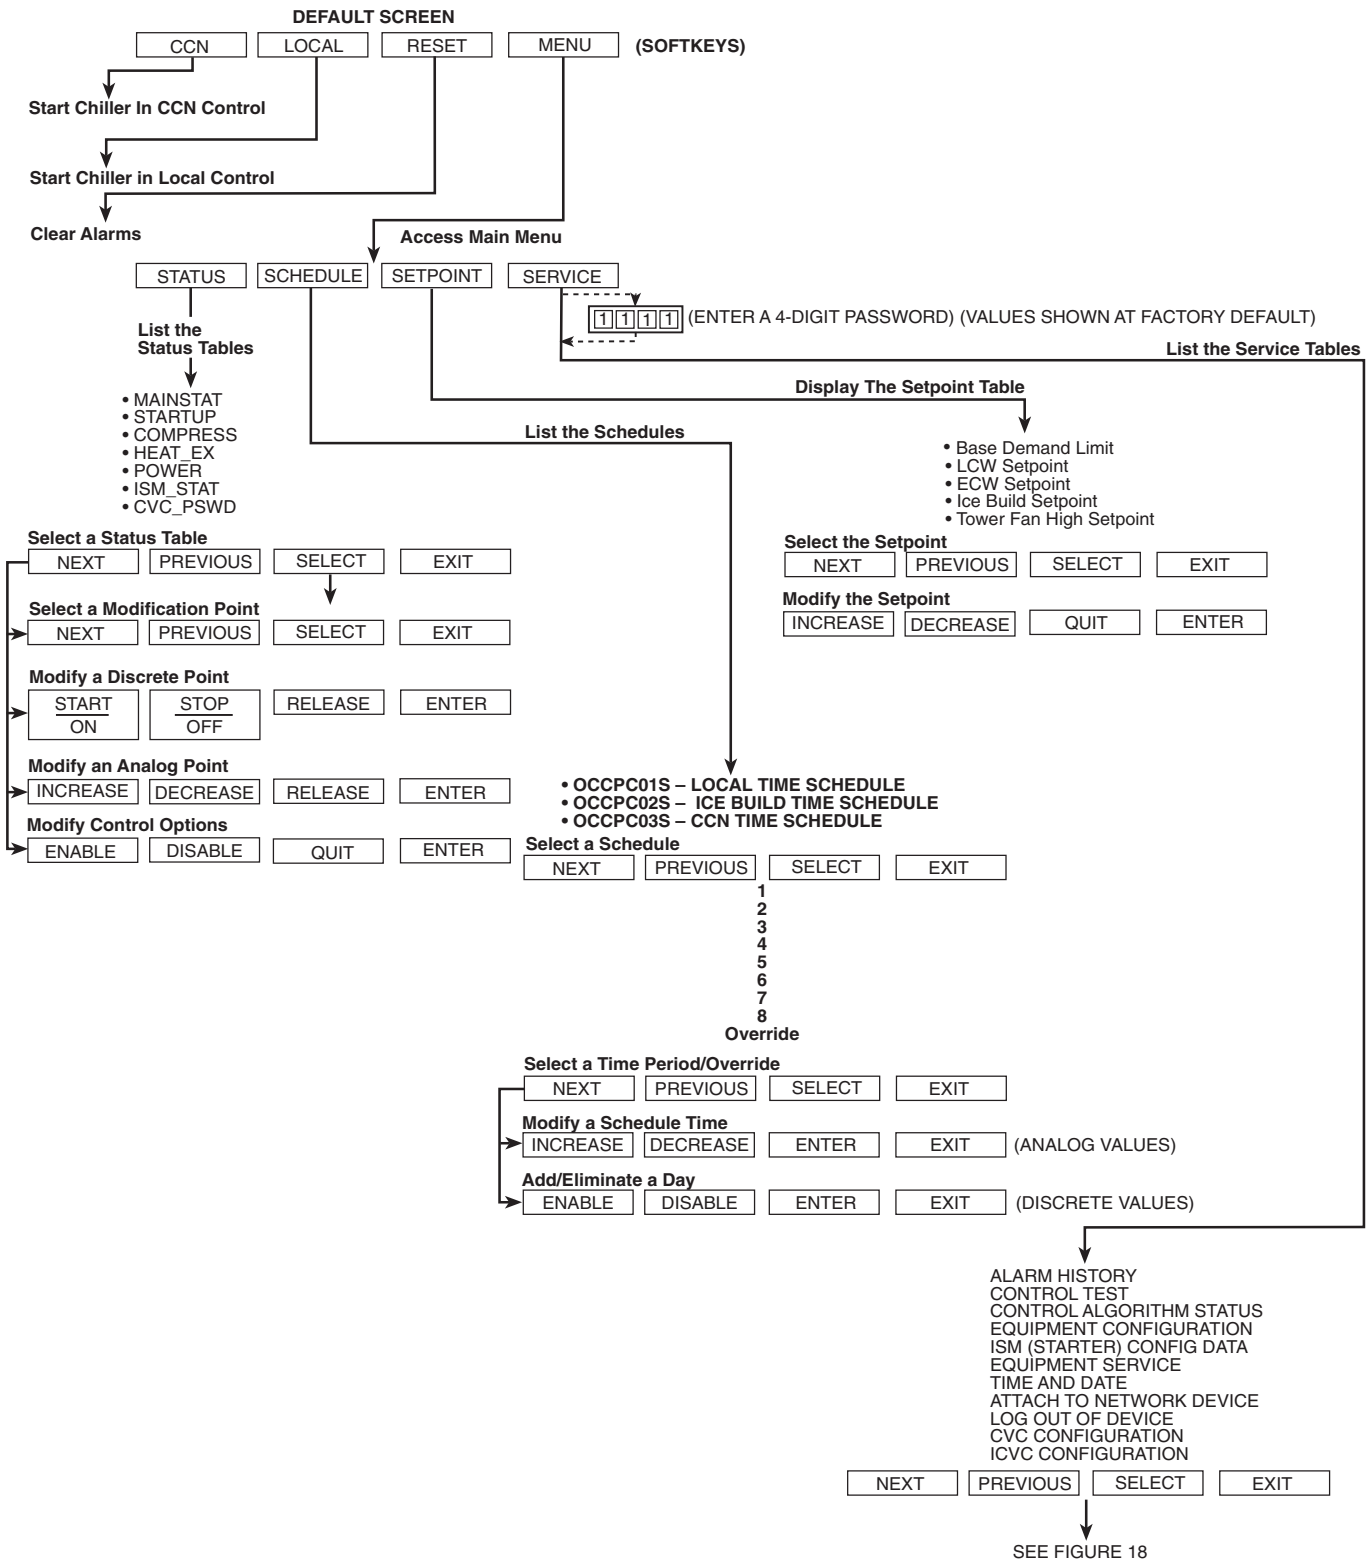 DEFAULT SCREEN
CCN LOCAL RESET MENU (SOFTKEYS)
Start Chiller In CCN Control
Start Chiller in Local Control
Clear Alarms
Access Main Menu
STATUS SCHEDULE SETPOINT SERVICE
1 1 1 1 (ENTER A 4-DIGIT PASSWORD) (VALUES SHOWN AT FACTORY DEFAULT)
List the
Status Tables
List the Service Tables
Display The Setpoint Table
List the Schedules
• MAINSTAT
• STARTUP
• COMPRESS
• HEAT_EX
• POWER
• ISM_STAT
• CVC_PSWD
• Base Demand Limit
• LCW Setpoint
• ECW Setpoint
• Ice Build Setpoint
• Tower Fan High Setpoint
Select a Status Table
NEXT PREVIOUS SELECT EXIT
Select a Modification Point
NEXT PREVIOUS SELECT EXIT
Modify a Discrete Point
START STOP RELEASE ENTER
ON OFF
Modify an Analog Point
INCREASE DECREASE RELEASE ENTER
Modify Control Options
ENABLE DISABLE QUIT ENTER
Select the Setpoint
NEXT PREVIOUS SELECT EXIT
Modify the Setpoint
INCREASE DECREASE QUIT ENTER
• OCCPC01S – LOCAL TIME SCHEDULE
• OCCPC02S – ICE BUILD TIME SCHEDULE
• OCCPC03S – CCN TIME SCHEDULE
Select a Schedule
NEXT PREVIOUS SELECT EXIT
1
2
3
4
5
6
7
8
Override
Select a Time Period/Override
NEXT PREVIOUS SELECT EXIT
Modify a Schedule Time
INCREASE DECREASE ENTER EXIT (ANALOG VALUES)
Add/Eliminate a Day
ENABLE DISABLE ENTER EXIT (DISCRETE VALUES)
ALARM HISTORY
CONTROL TEST
CONTROL ALGORITHM STATUS
EQUIPMENT CONFIGURATION
ISM (STARTER) CONFIG DATA
EQUIPMENT SERVICE
TIME AND DATE
ATTACH TO NETWORK DEVICE
LOG OUT OF DEVICE
CVC CONFIGURATION
ICVC CONFIGURATION
NEXT PREVIOUS SELECT EXIT
SEE FIGURE 18